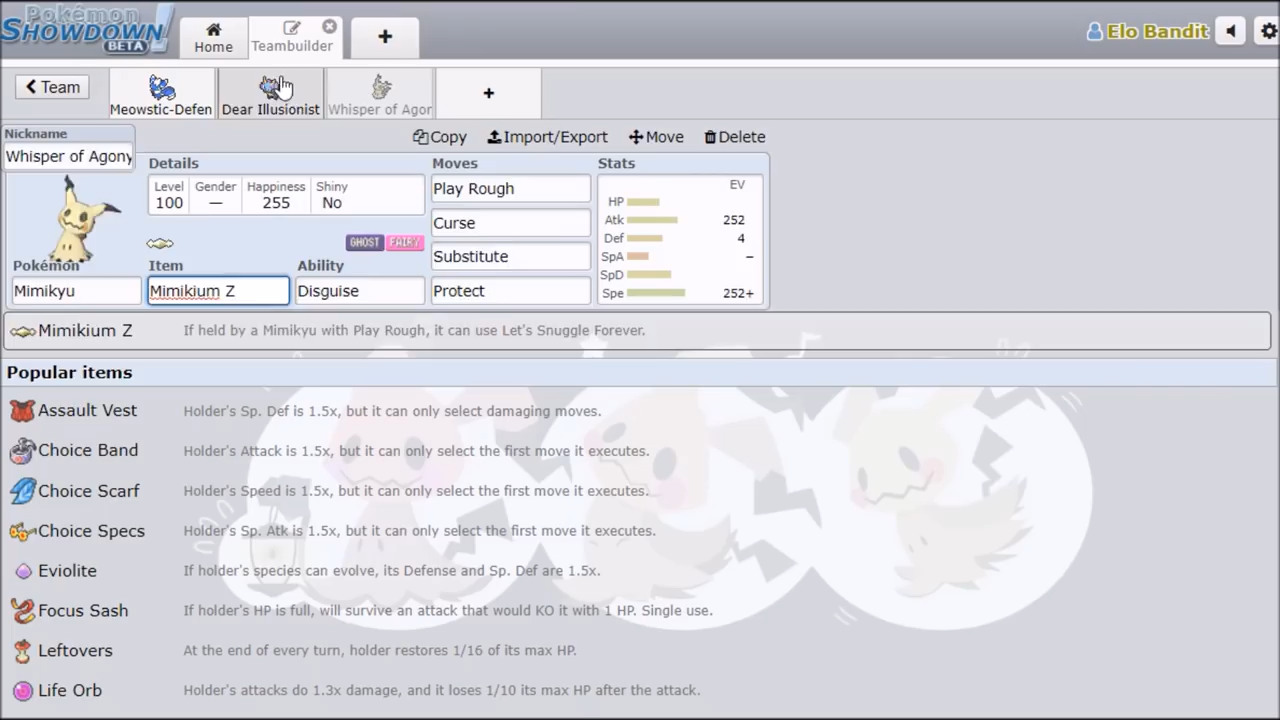 Pokémon
SHOWDOWN!
BETA
Home
Teambuilder
+
Elo Bandit
Team
Meowstic-Defen
Dear Illusionist
Whisper of Agon
+
Nickname
Whisper of Agony
Copy Import/Export Move Delete
Details
Level Gender Happiness Shiny
100 — 255 No
GHOST FAIRY
Pokémon Item Ability
Mimikyu Mimikium Z Disguise
Moves
Play Rough
Curse
Substitute
Protect
Stats
EV
HP
Atk 252
Def 4
SpA –
SpD
Spe 252+
Mimikium Z If held by a Mimikyu with Play Rough, it can use Let's Snuggle Forever.
Popular items
Assault Vest Holder's Sp. Def is 1.5x, but it can only select damaging moves.
Choice Band Holder's Attack is 1.5x, but it can only select the first move it executes.
Choice Scarf Holder's Speed is 1.5x, but it can only select the first move it executes.
Choice Specs Holder's Sp. Atk is 1.5x, but it can only select the first move it executes.
Eviolite If holder's species can evolve, its Defense and Sp. Def are 1.5x.
Focus Sash If holder's HP is full, will survive an attack that would KO it with 1 HP. Single use.
Leftovers At the end of every turn, holder restores 1/16 of its max HP.
Life Orb Holder's attacks do 1.3x damage, and it loses 1/10 its max HP after the attack.